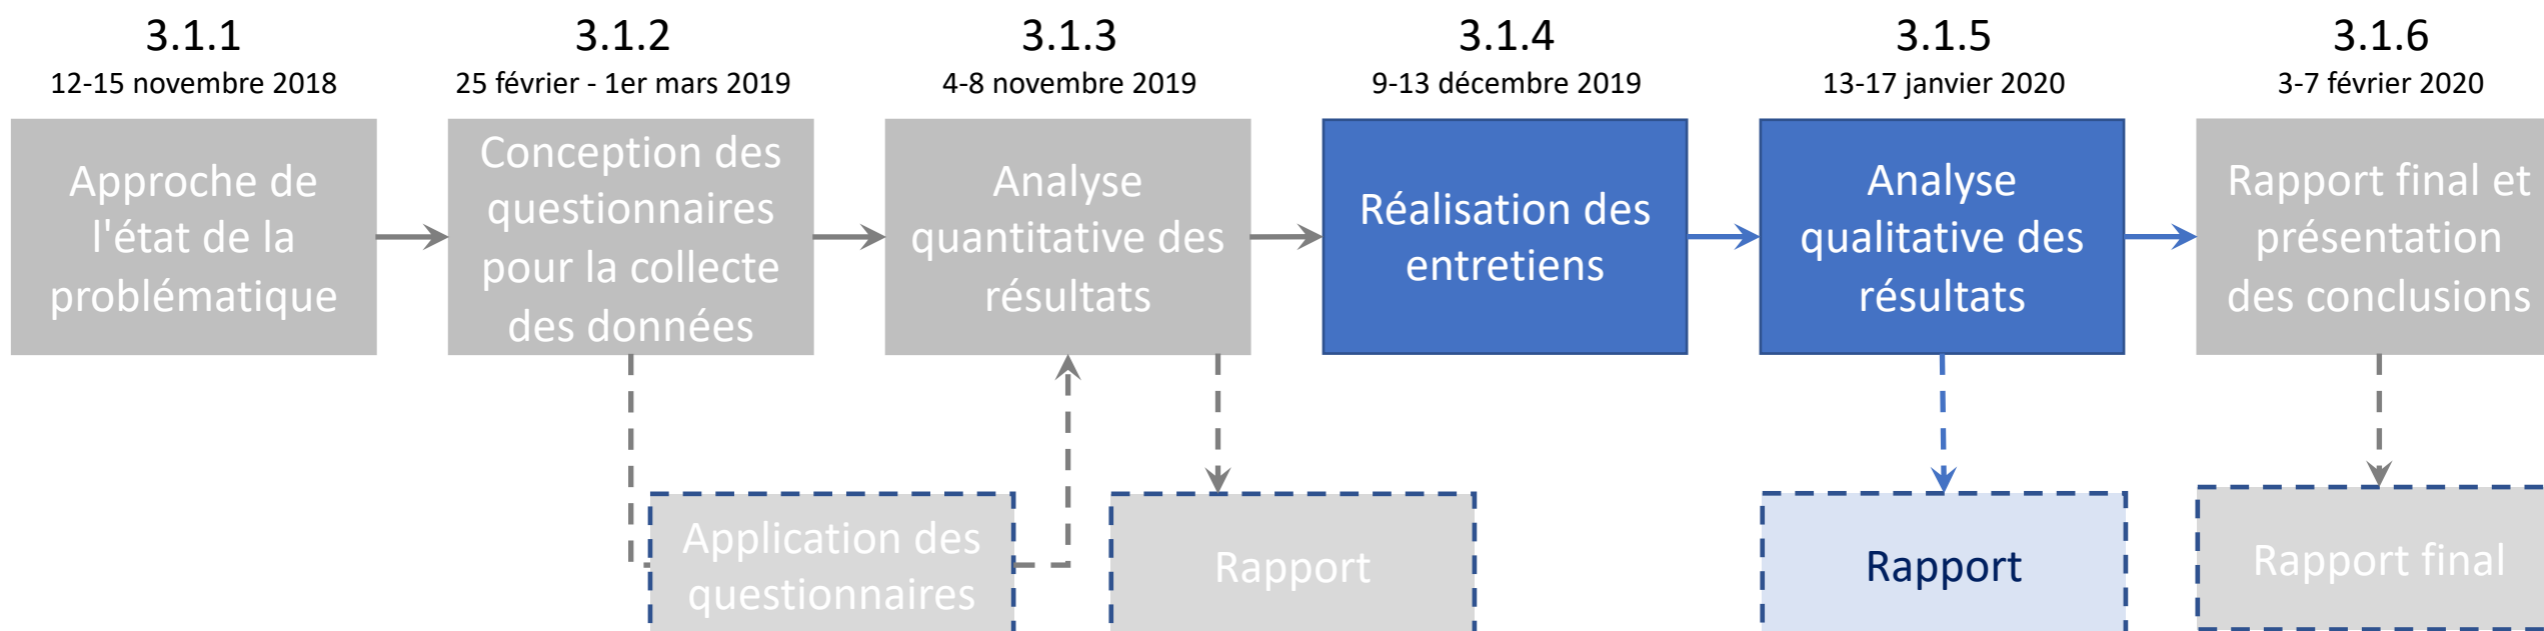 3.1.1
12-15 novembre 2018
Approche de
l'état de la
problématique
3.1.2
25 février - 1er mars 2019
Conception des
questionnaires
pour la collecte
des données
3.1.3
4-8 novembre 2019
Analyse
quantitative des
résultats
3.1.4
9-13 décembre 2019
Réalisation des
entretiens
3.1.5
13-17 janvier 2020
Analyse
qualitative des
résultats
3.1.6
3-7 février 2020
Rapport final et
présentation
des conclusions
Application des
questionnaires
Rapport
Rapport
Rapport final